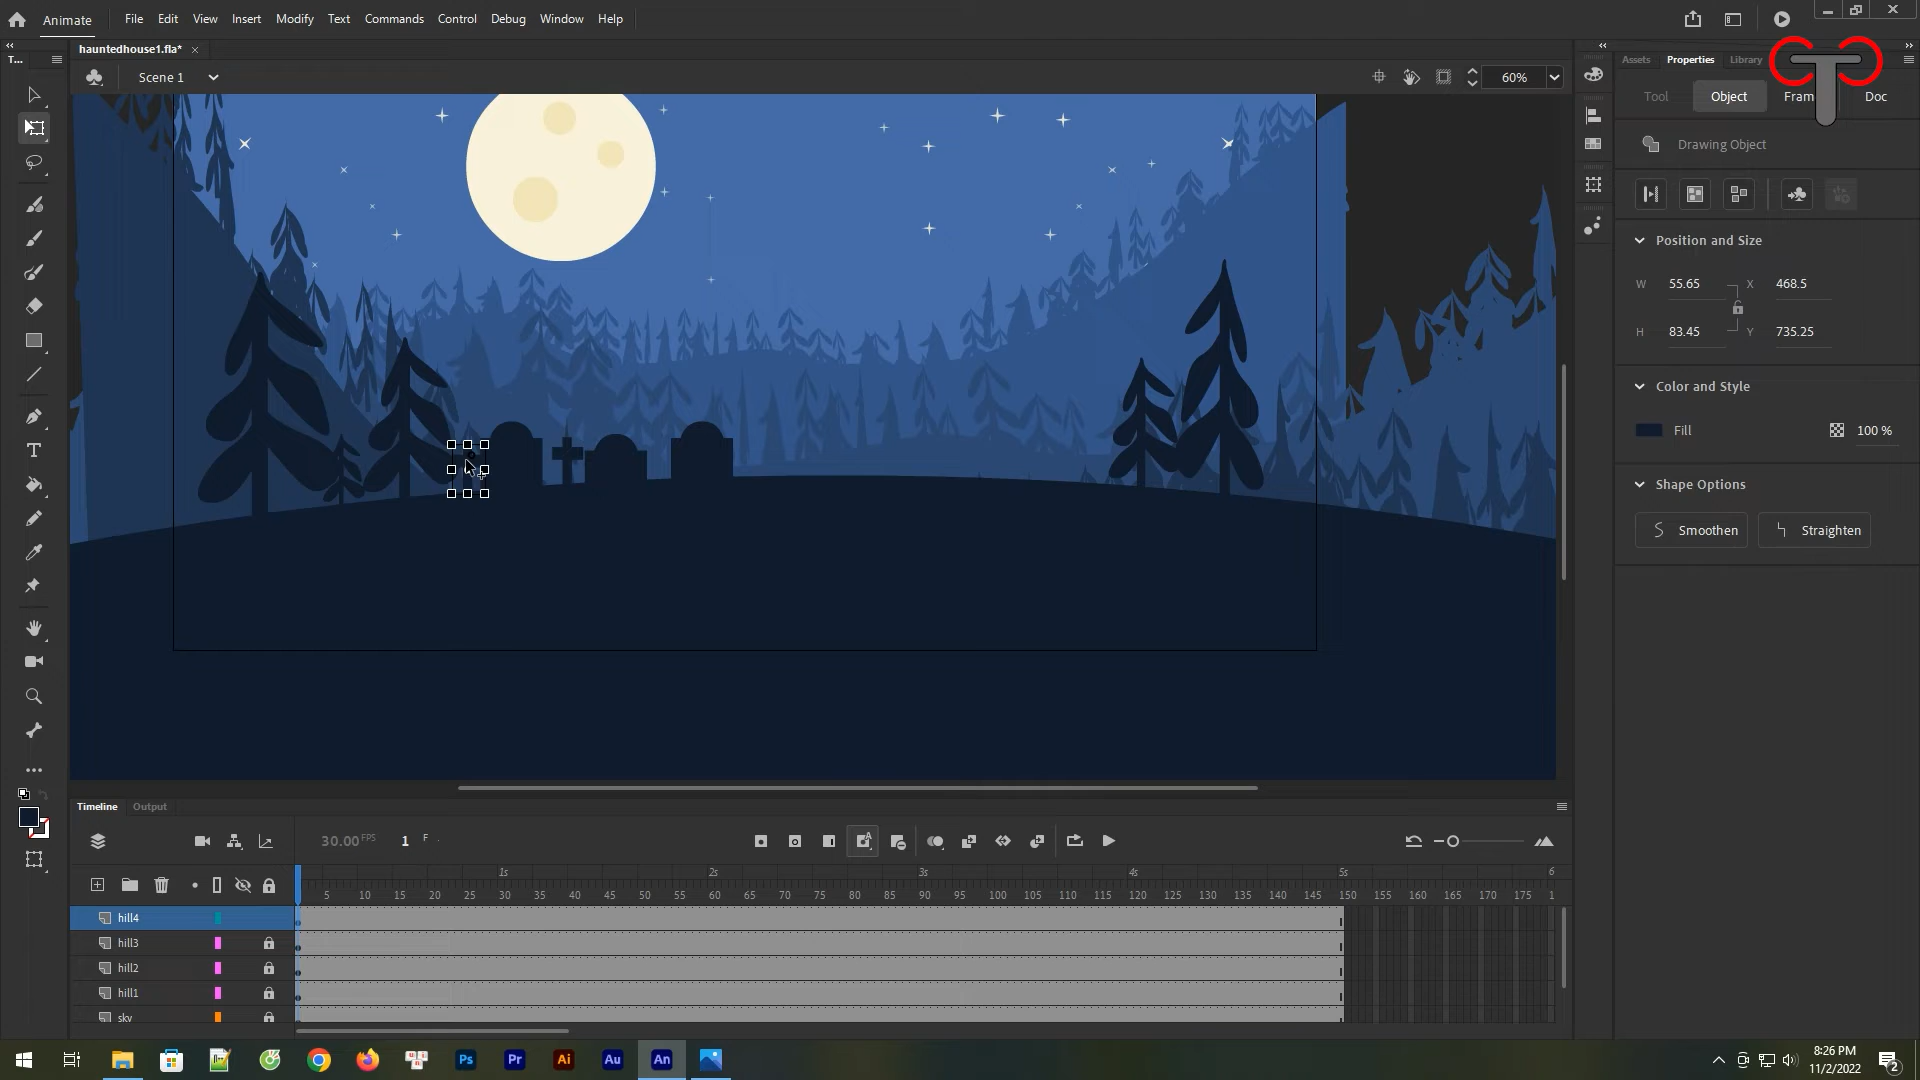 Animate File Edit View Insert Modify Text Commands Control Debug Window Help
hauntedhouse1.fla*
T...
Scene 1
60%
Assets Properties Library
Tool Object Fram Doc
Drawing Object
Position and Size
W 55.65 X 468.5
H 83.45 Y 735.25
Color and Style
Fill 100 %
Shape Options
Smoothen Straighten
Timeline Output
30.00 FPS 1 F
1s 2s 3s 4s 5s 6
5 10 15 20 25 30 35 40 45 50 55 60 65 70 75 80 85 90 95 100 105 110 115 120 125 130 135 140 145 150 155 160 165 170 175 1
hill4
hill3
hill2
hill1
sky
Ps Pr Ai Au An
8:26 PM
11/2/2022
2